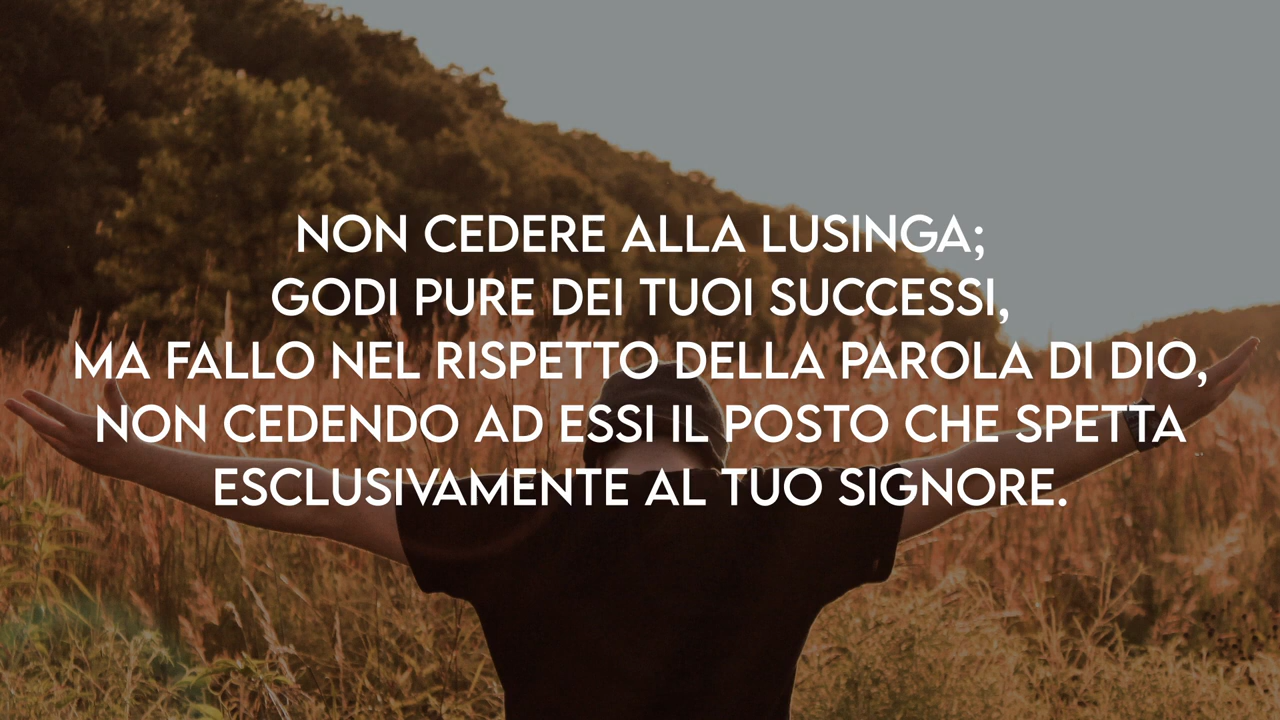 NON CEDERE ALLA LUSINGA;
GODI PURE DEI TUOI SUCCESSI,
MA FALLO NEL RISPETTO DELLA PAROLA DI DIO,
NON CEDENDO AD ESSI IL POSTO CHE SPETTA
ESCLUSIVAMENTE AL TUO SIGNORE.